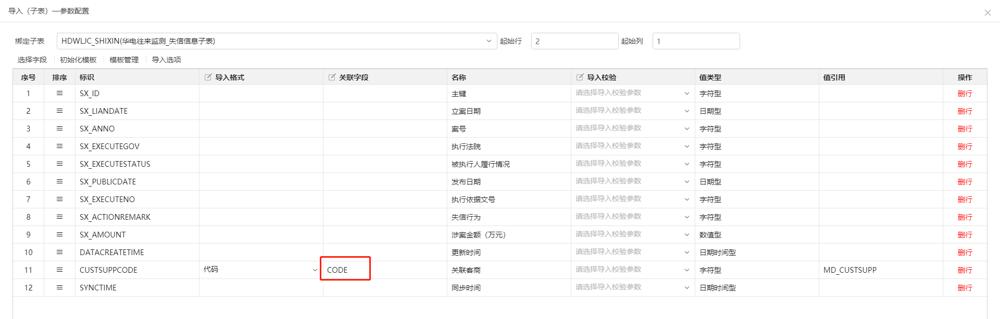 导入（子表）—参数配置
绑定子表 HDWLJC_SHIXIN(华电往来监测_失信信息子表) 起始行 2 起始列 1
选择字段 初始化模板 模板管理 导入选项
序号 排序 标识 导入格式 关联字段 名称 导入校验 值类型 值引用 操作
1 SX_ID 主键 请选择导入校验参数 字符型 删行
2 SX_LIANDATE 立案日期 请选择导入校验参数 日期型 删行
3 SX_ANNO 案号 请选择导入校验参数 字符型 删行
4 SX_EXECUTEGOV 执行法院 请选择导入校验参数 字符型 删行
5 SX_EXECUTESTATUS 被执行人履行情况 请选择导入校验参数 字符型 删行
6 SX_PUBLICDATE 发布日期 请选择导入校验参数 日期型 删行
7 SX_EXECUTENO 执行依据文号 请选择导入校验参数 字符型 删行
8 SX_ACTIONREMARK 失信行为 请选择导入校验参数 字符型 删行
9 SX_AMOUNT 涉案金额（万元） 请选择导入校验参数 数值型 删行
10 DATACREATETIME 更新时间 请选择导入校验参数 日期时间型 删行
11 CUSTSUPPCODE 代码 CODE 关联客商 请选择导入校验参数 字符型 MD_CUSTSUPP 删行
12 SYNCTIME 同步时间 请选择导入校验参数 日期时间型 删行